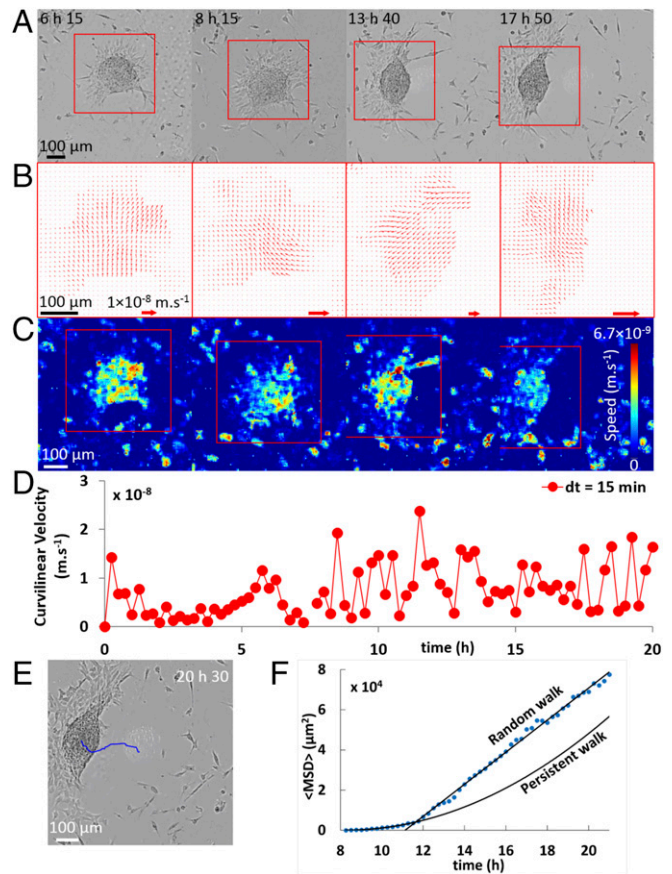 A
6 h 15
8 h 15
13 h 40
17 h 50
100 µm
B
100 µm
1×10⁻⁸ m.s⁻¹
C
6.7×10⁻⁹
Speed (m.s⁻¹)
0
100 µm
D
x 10⁻⁸
dt = 15 min
Curvilinear Velocity
(m.s⁻¹)
3
2
1
0
0
5
10
15
20
time (h)
E
20 h 30
100 µm
F
x 10⁴
<MSD> (µm²)
8
6
4
2
0
Random walk
Persistent walk
8
10
12
14
16
18
20
time (h)